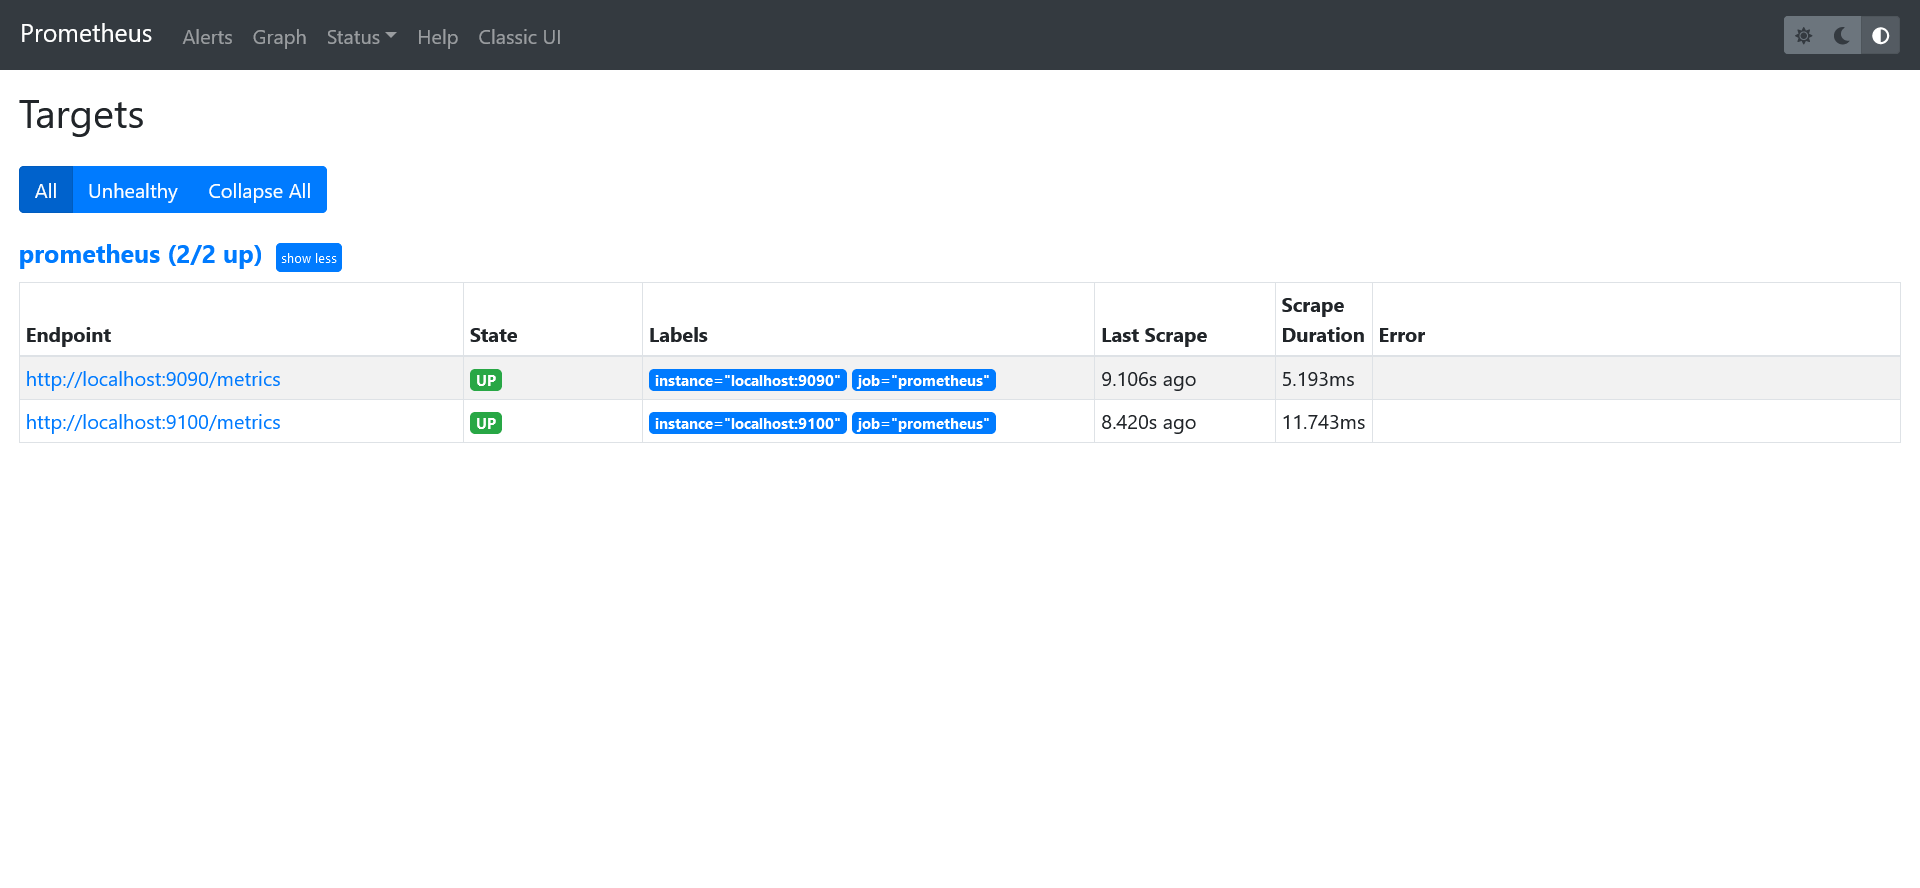 Prometheus Alerts Graph Status Help Classic UI
Targets
All Unhealthy Collapse All
prometheus (2/2 up) show less
Endpoint State Labels Last Scrape Scrape Duration Error
http://localhost:9090/metrics UP instance="localhost:9090" job="prometheus" 9.106s ago 5.193ms
http://localhost:9100/metrics UP instance="localhost:9100" job="prometheus" 8.420s ago 11.743ms